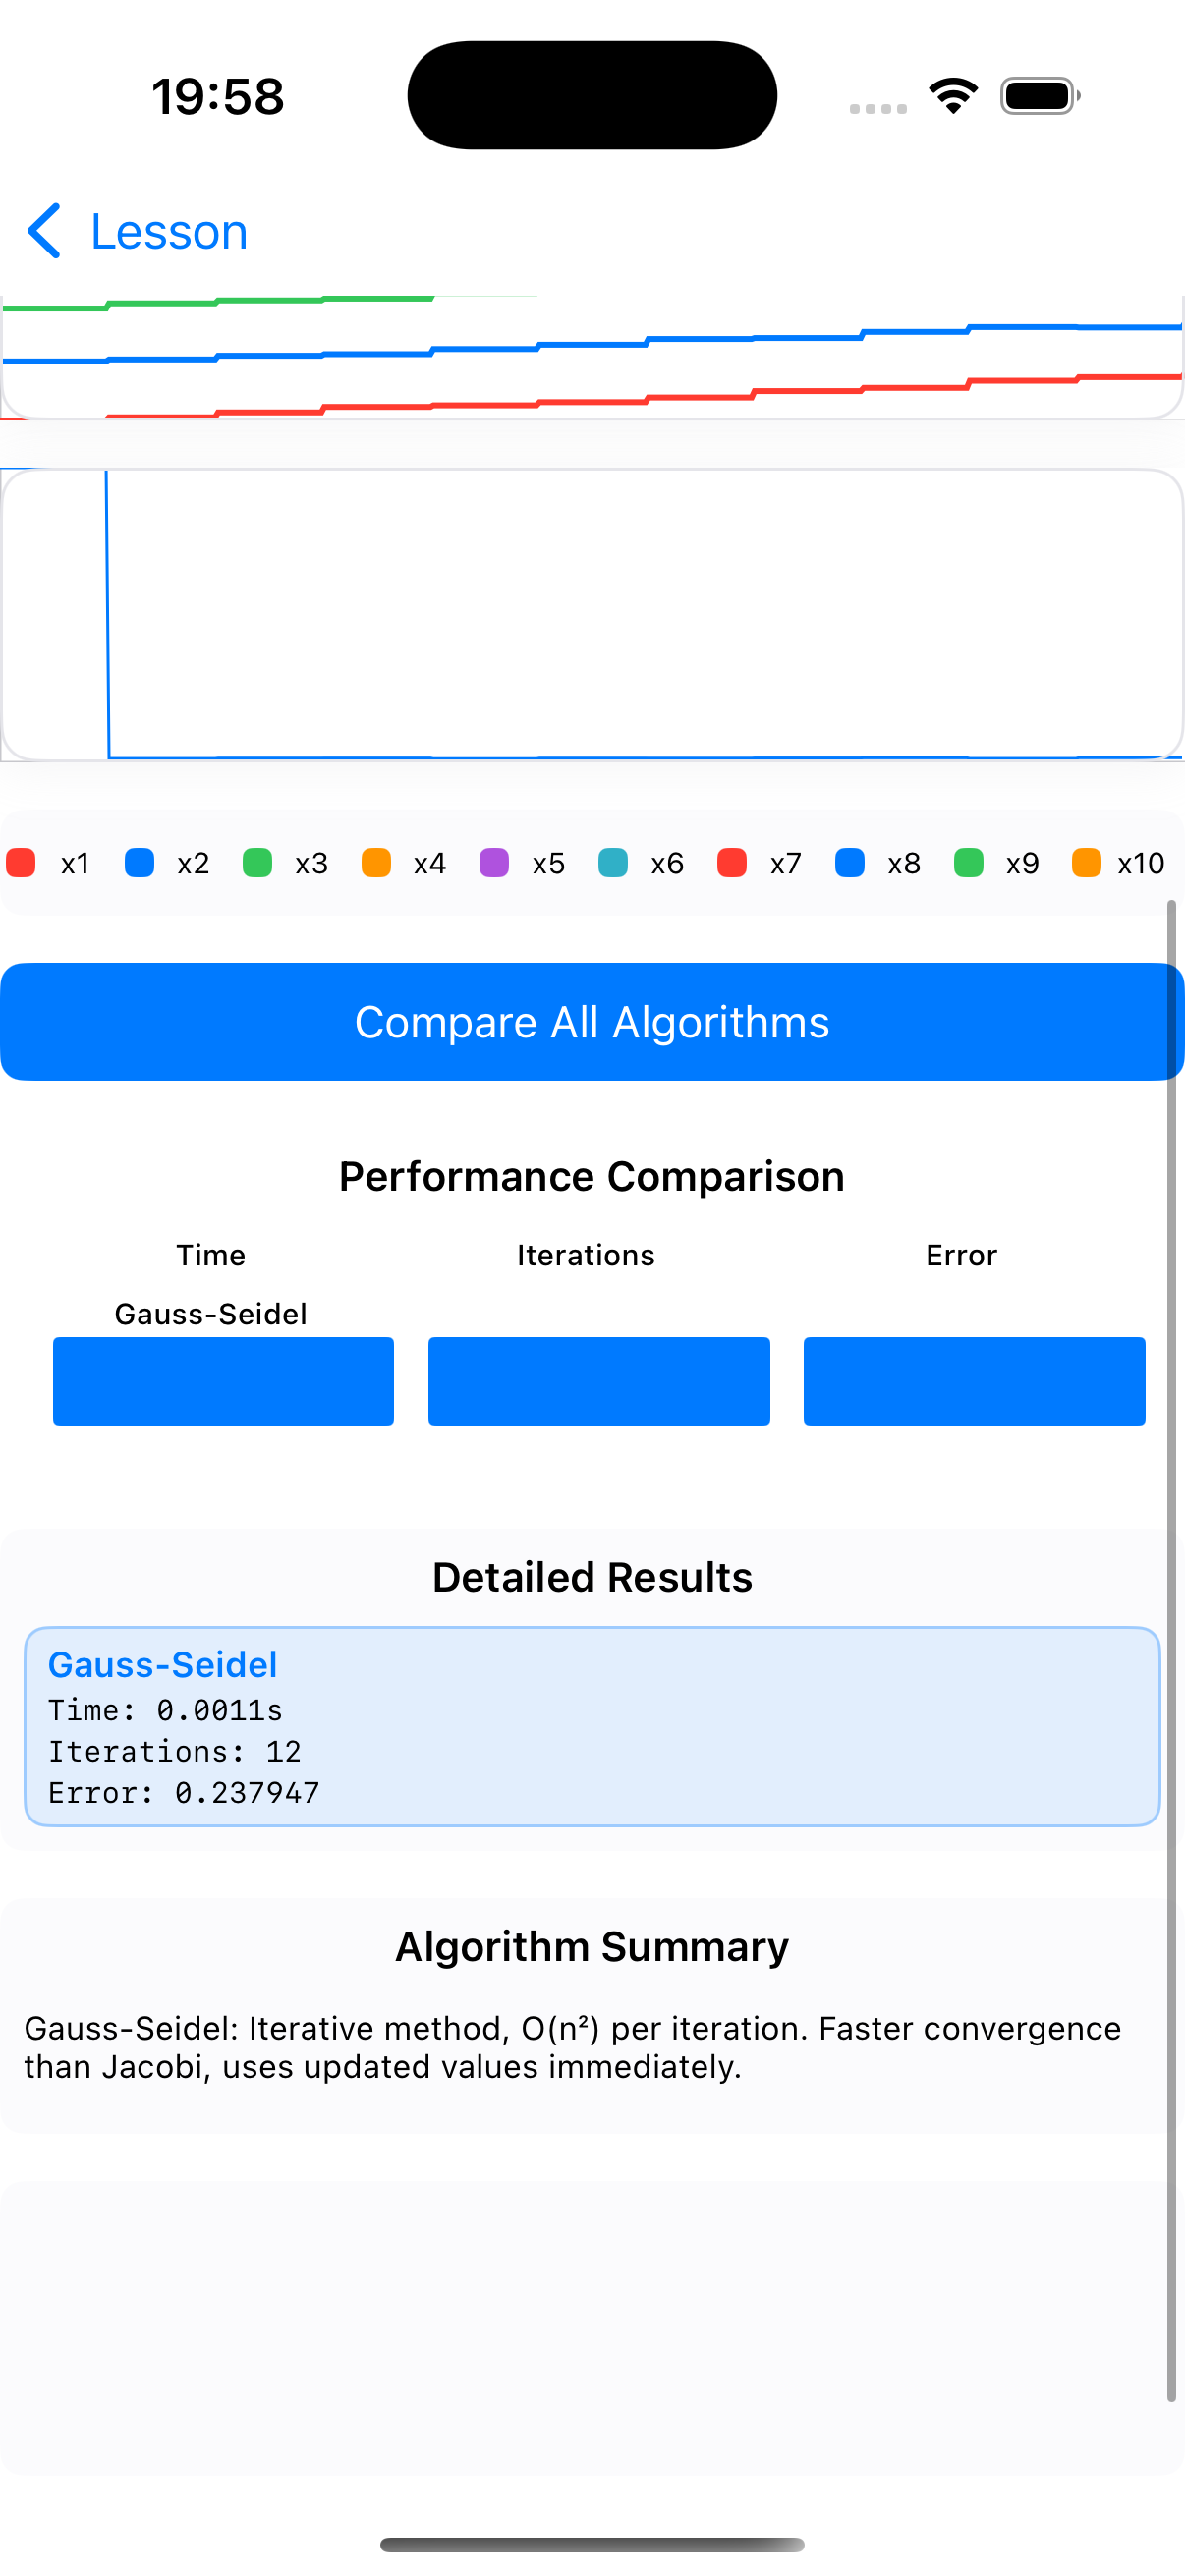 19:58
Lesson
x1 x2 x3 x4 x5 x6 x7 x8 x9 x10
Compare All Algorithms
Performance Comparison
Time Iterations Error
Gauss-Seidel
Detailed Results
Gauss-Seidel
Time: 0.0011s
Iterations: 12
Error: 0.237947
Algorithm Summary
Gauss-Seidel: Iterative method, O(n²) per iteration. Faster convergence
than Jacobi, uses updated values immediately.